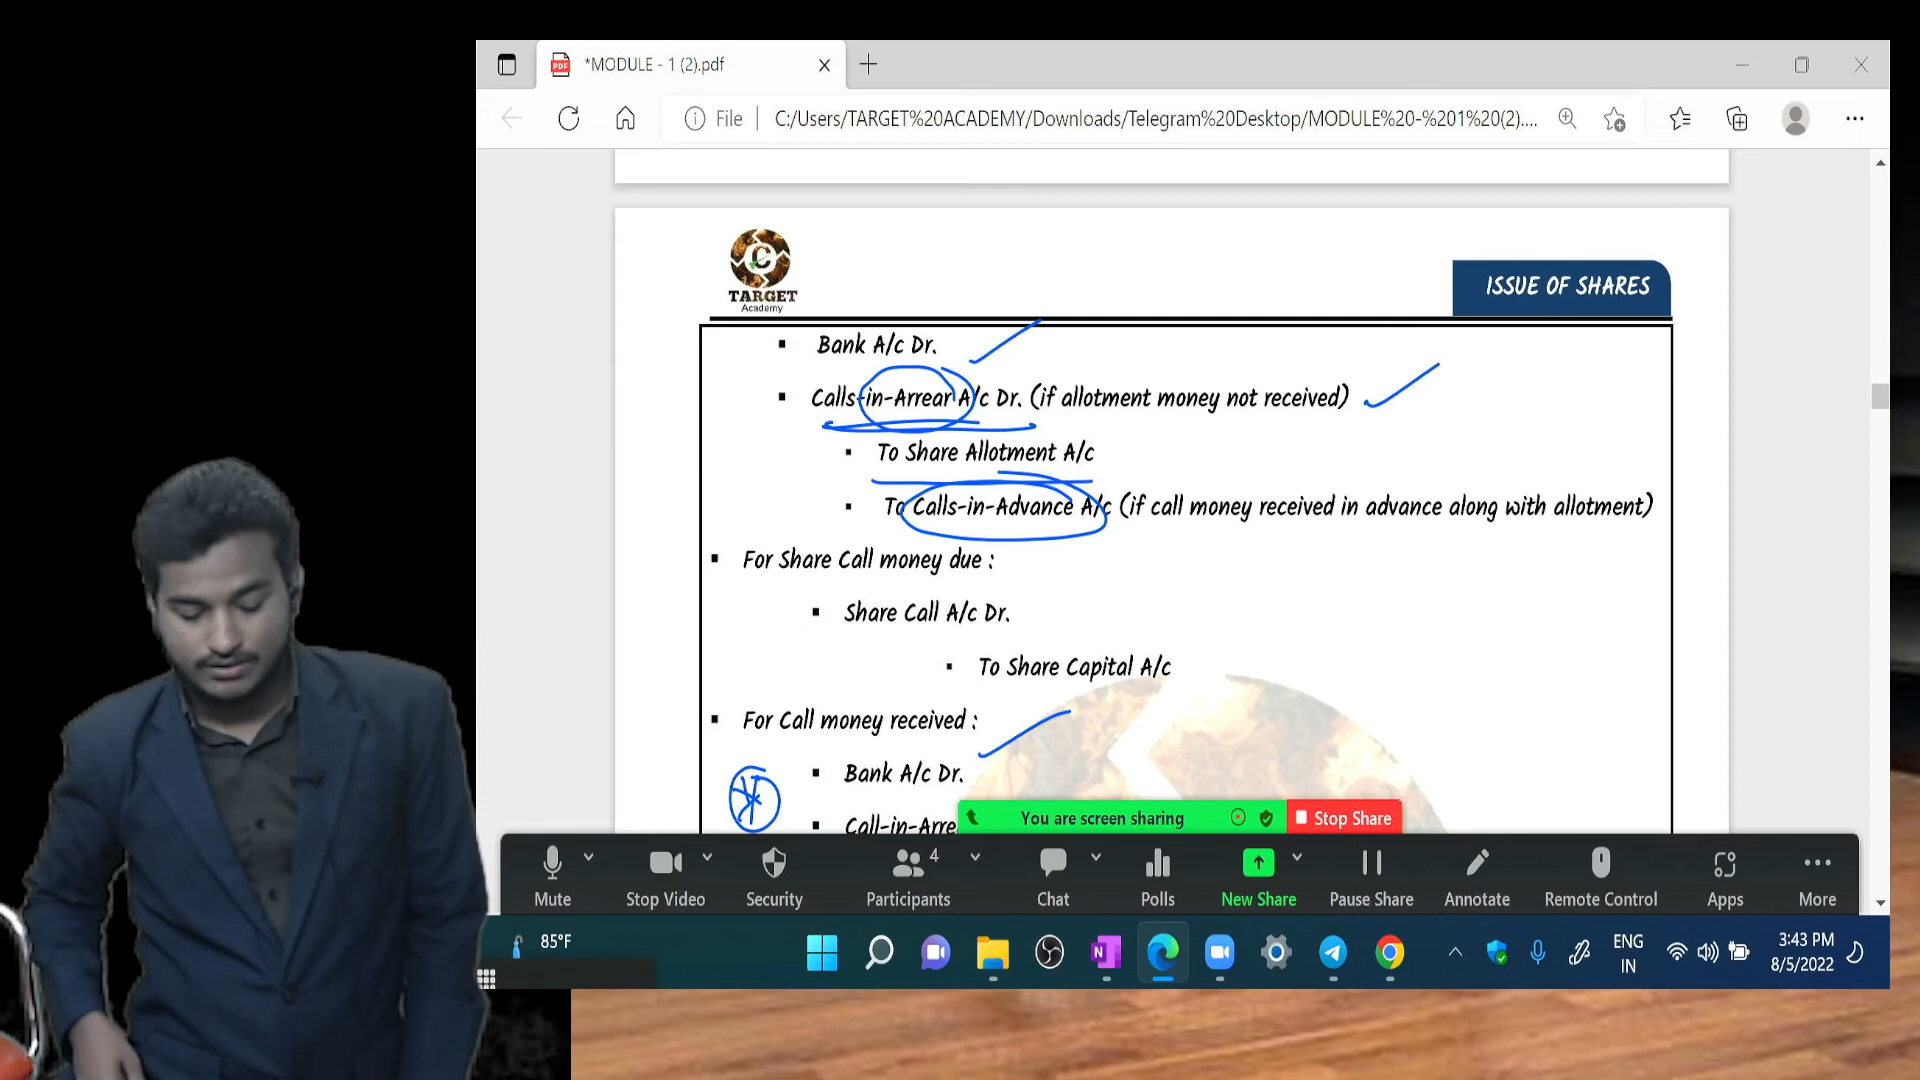 *MODULE - 1 (2).pdf
File
C:/Users/TARGET%20ACADEMY/Downloads/Telegram%20Desktop/MODULE%20-%201%20(2)....
TARGET
Academy
ISSUE OF SHARES
Bank A/c Dr.
Calls-in-Arrear A/c Dr. (if allotment money not received)
To Share Allotment A/c
To Calls-in-Advance A/c (if call money received in advance along with allotment)
For Share Call money due :
Share Call A/c Dr.
To Share Capital A/c
For Call money received :
Bank A/c Dr.
Call-in-Arre
You are screen sharing
Stop Share
4
Mute
Stop Video
Security
Participants
Chat
Polls
New Share
Pause Share
Annotate
Remote Control
Apps
More
85°F
ENG
IN
3:43 PM
8/5/2022